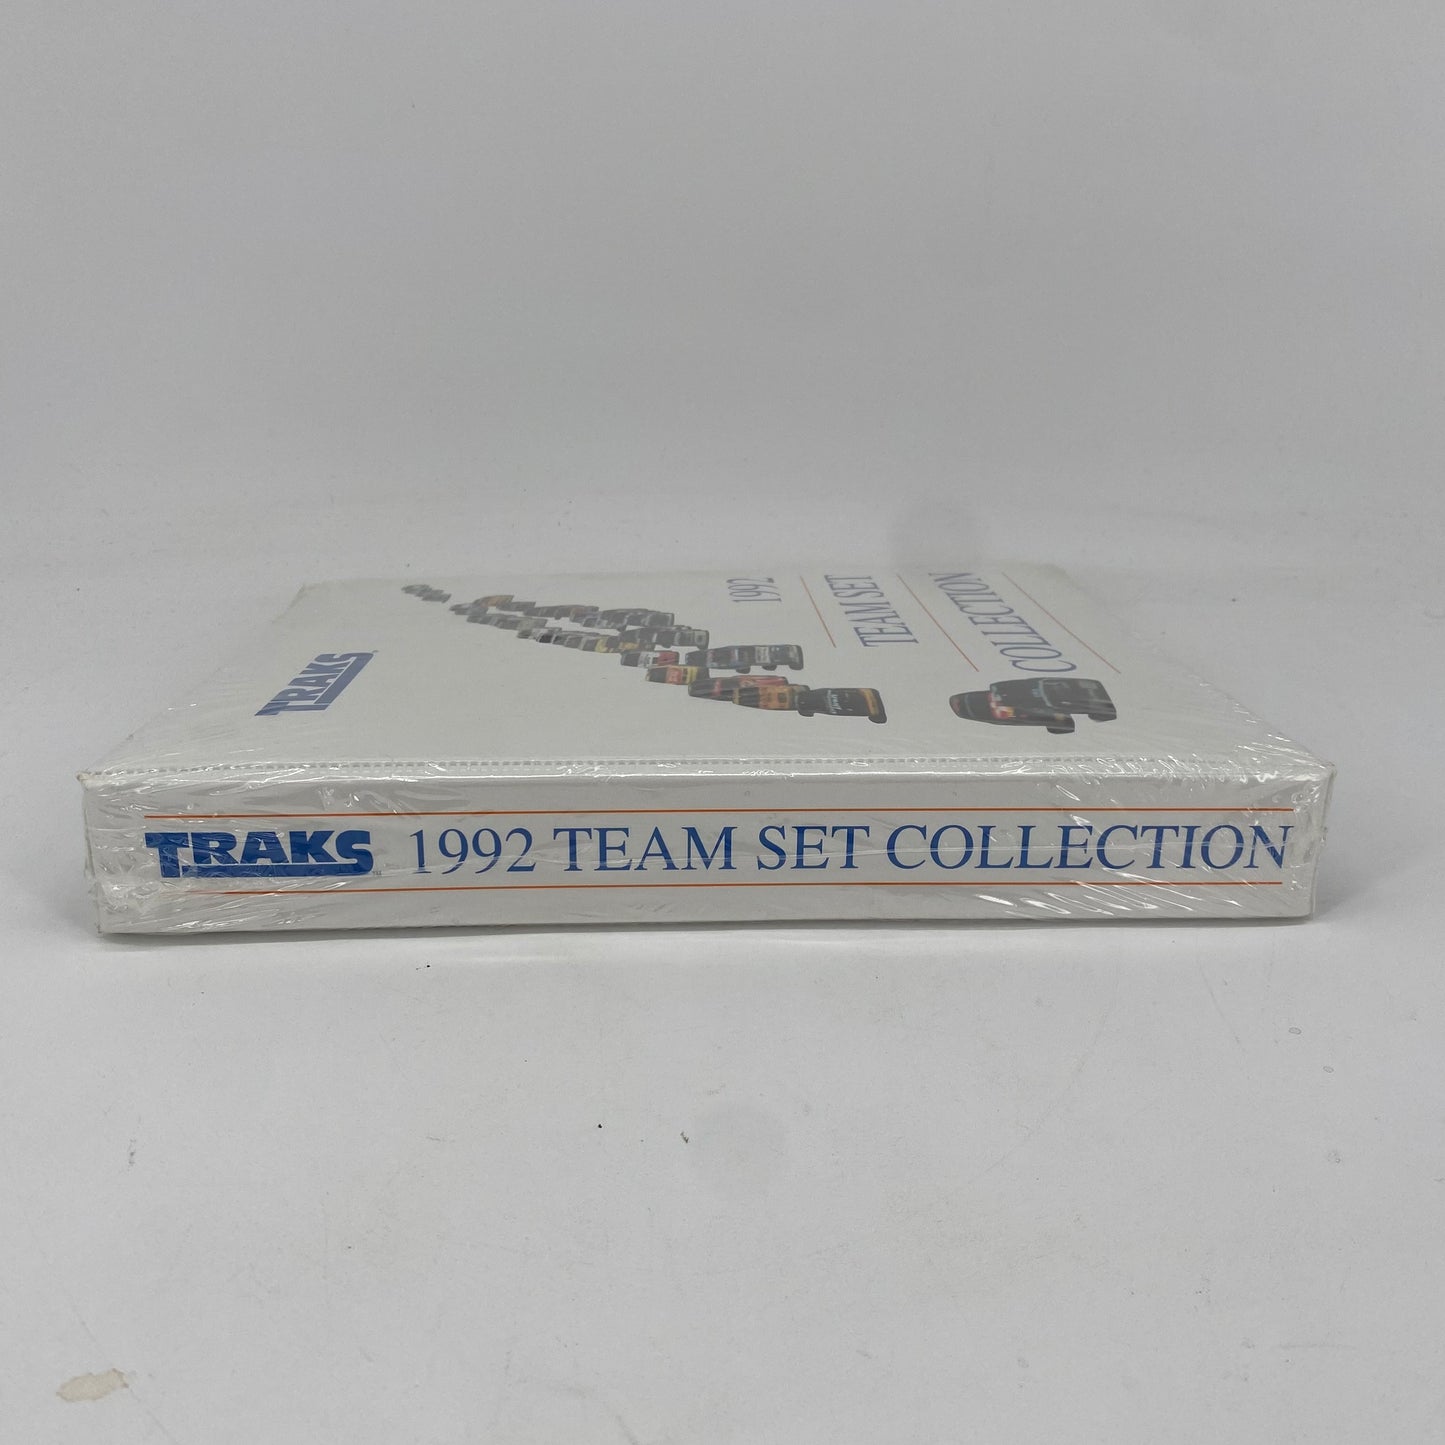 1992
TEAM SET
COLLECTION
TRAKS
TRAKS 1992 TEAM SET COLLECTION